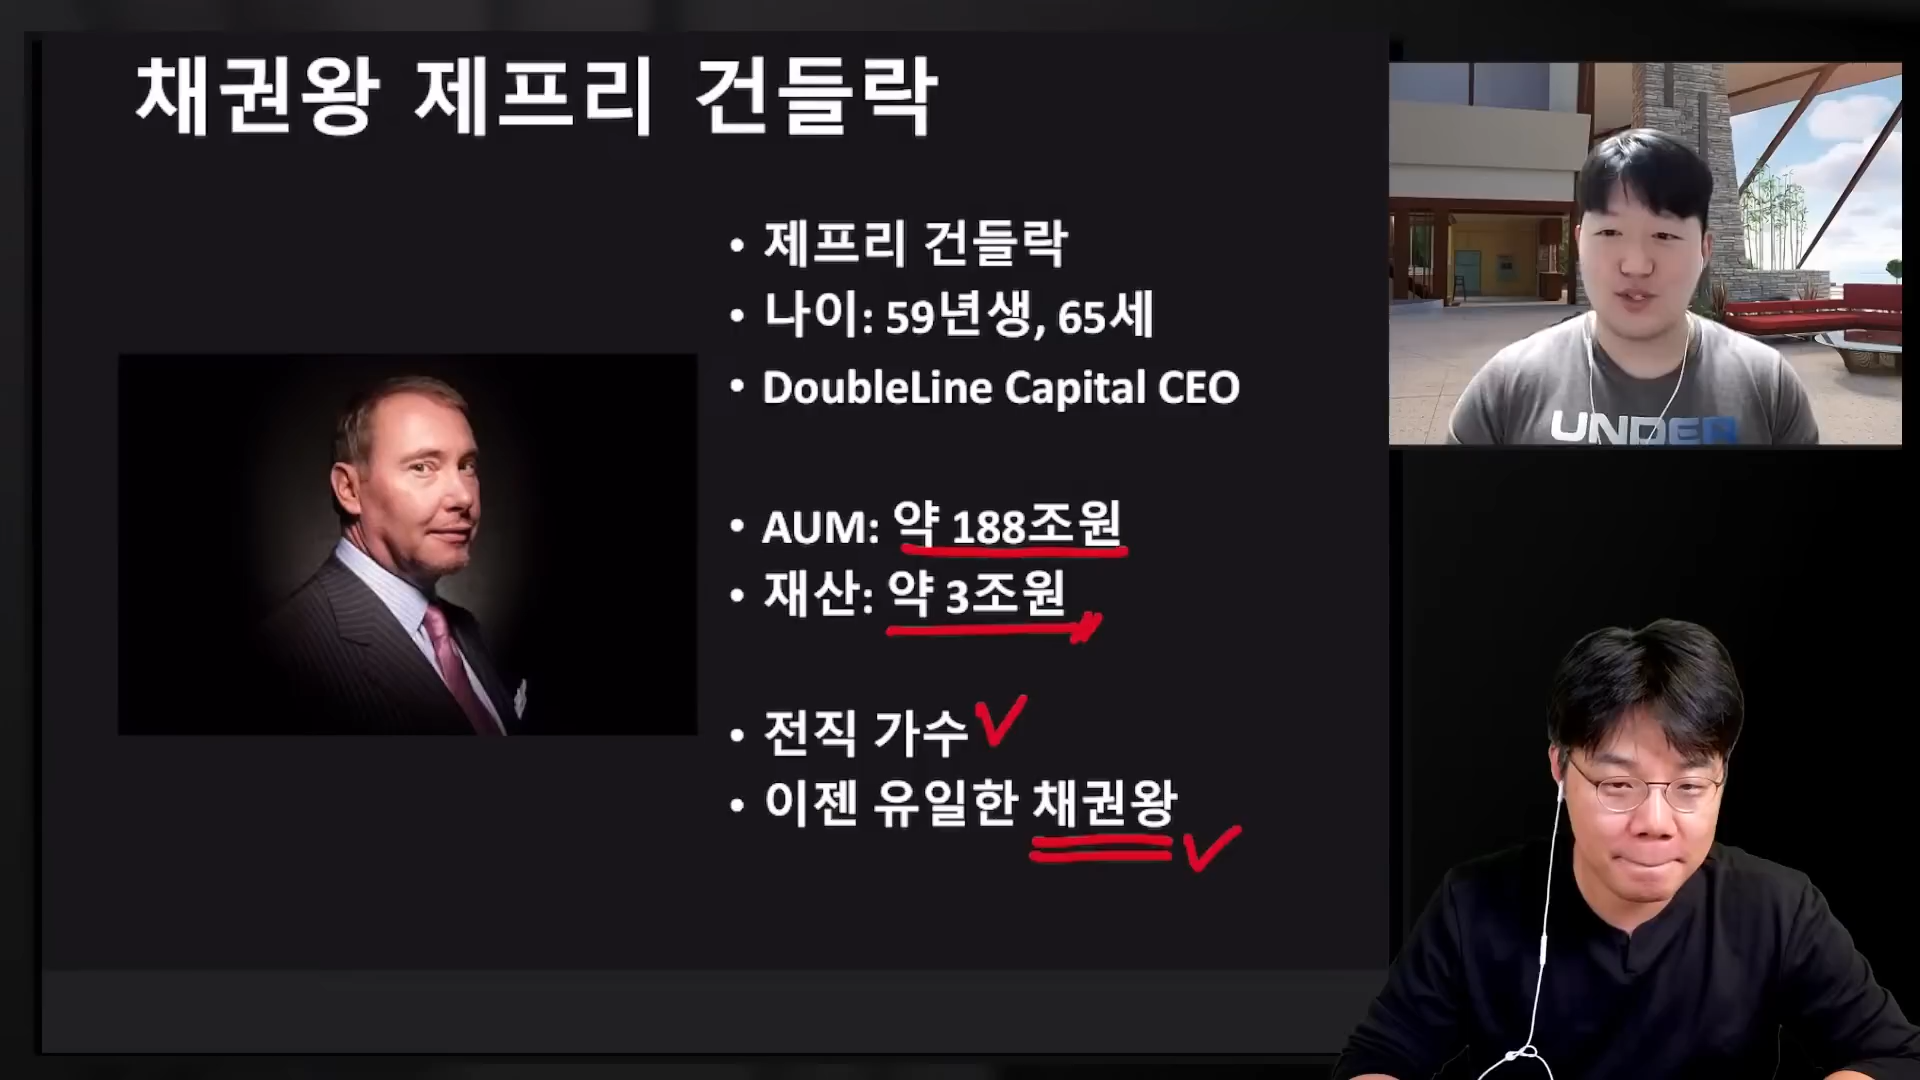 채권왕 제프리 건들락
• 제프리 건들락
• 나이: 59년생, 65세
• DoubleLine Capital CEO
• AUM: 약 188조원
• 재산: 약 3조원
• 전직 가수
• 이젠 유일한 채권왕
UNDER